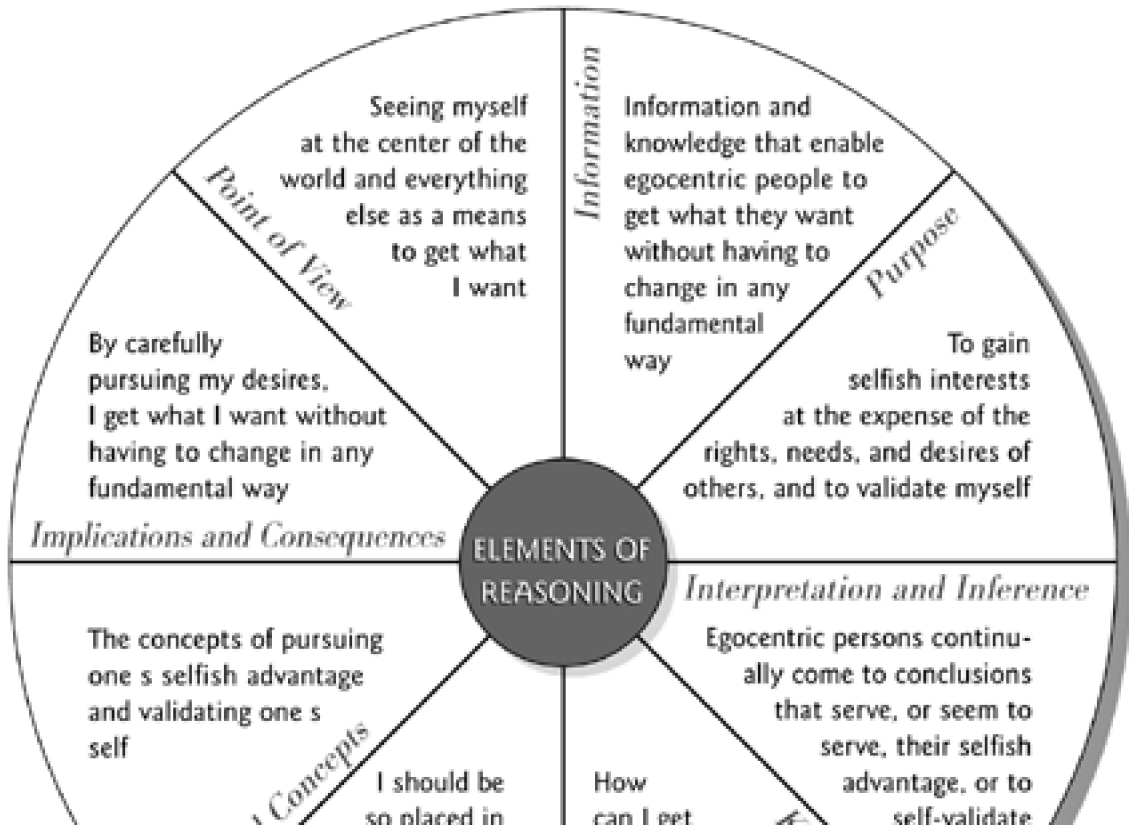 Information
Information and
knowledge that enable
egocentric people to
get what they want
without having to
change in any
fundamental
way
Purpose
To gain
selfish interests
at the expense of the
rights, needs, and desires of
others, and to validate myself
Interpretation and Inference
Egocentric persons continu-
ally come to conclusions
that serve, or seem to
serve, their selfish
advantage, or to
self-validate
How
can I get
I should be
so placed in
Concepts
The concepts of pursuing
one s selfish advantage
and validating one s
self
Implications and Consequences
By carefully
pursuing my desires,
I get what I want without
having to change in any
fundamental way
Point of View
Seeing myself
at the center of the
world and everything
else as a means
to get what
I want
ELEMENTS OF
REASONING